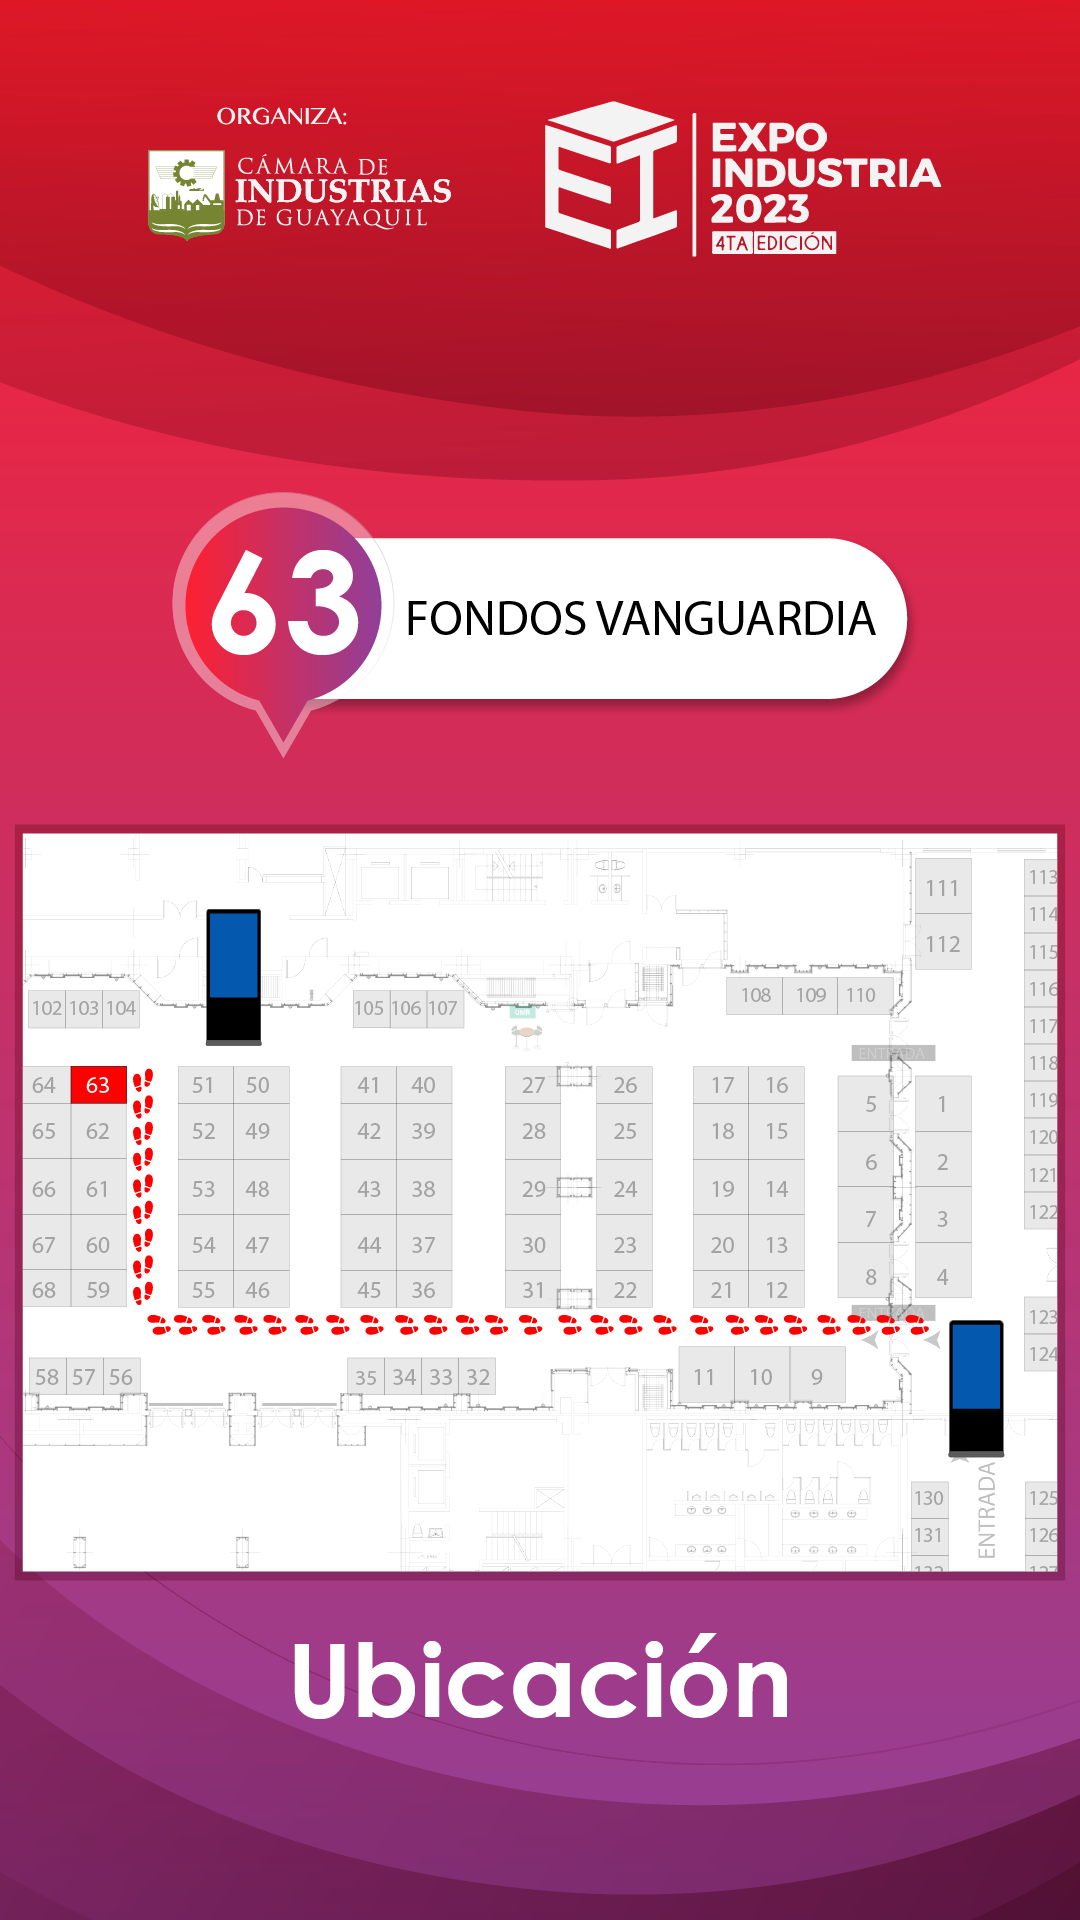 ORGANIZA:
CÁMARA DE
INDUSTRIAS
DE GUAYAQUIL
EI
EXPO
INDUSTRIA
2023
4TA EDICIÓN
63
FONDOS VANGUARDIA
111
113
114
112
115
116
102 103 104
105 106 107
108 109 110
117
UNIR
ENTRADA
118
64 63 51 50 41 40 27 26 17 16
5 1 119
65 62 52 49 42 39 28 25 18 15
120
6 2
121
66 61 53 48 43 38 29 24 19 14
7 3 122
67 60 54 47 44 37 30 23 20 13
8 4
68 59 55 46 45 36 31 22 21 12
ENTRADA
123
124
58 57 56 35 34 33 32 11 10 9
ENTRADA
130 125
131 126
132 127
Ubicación